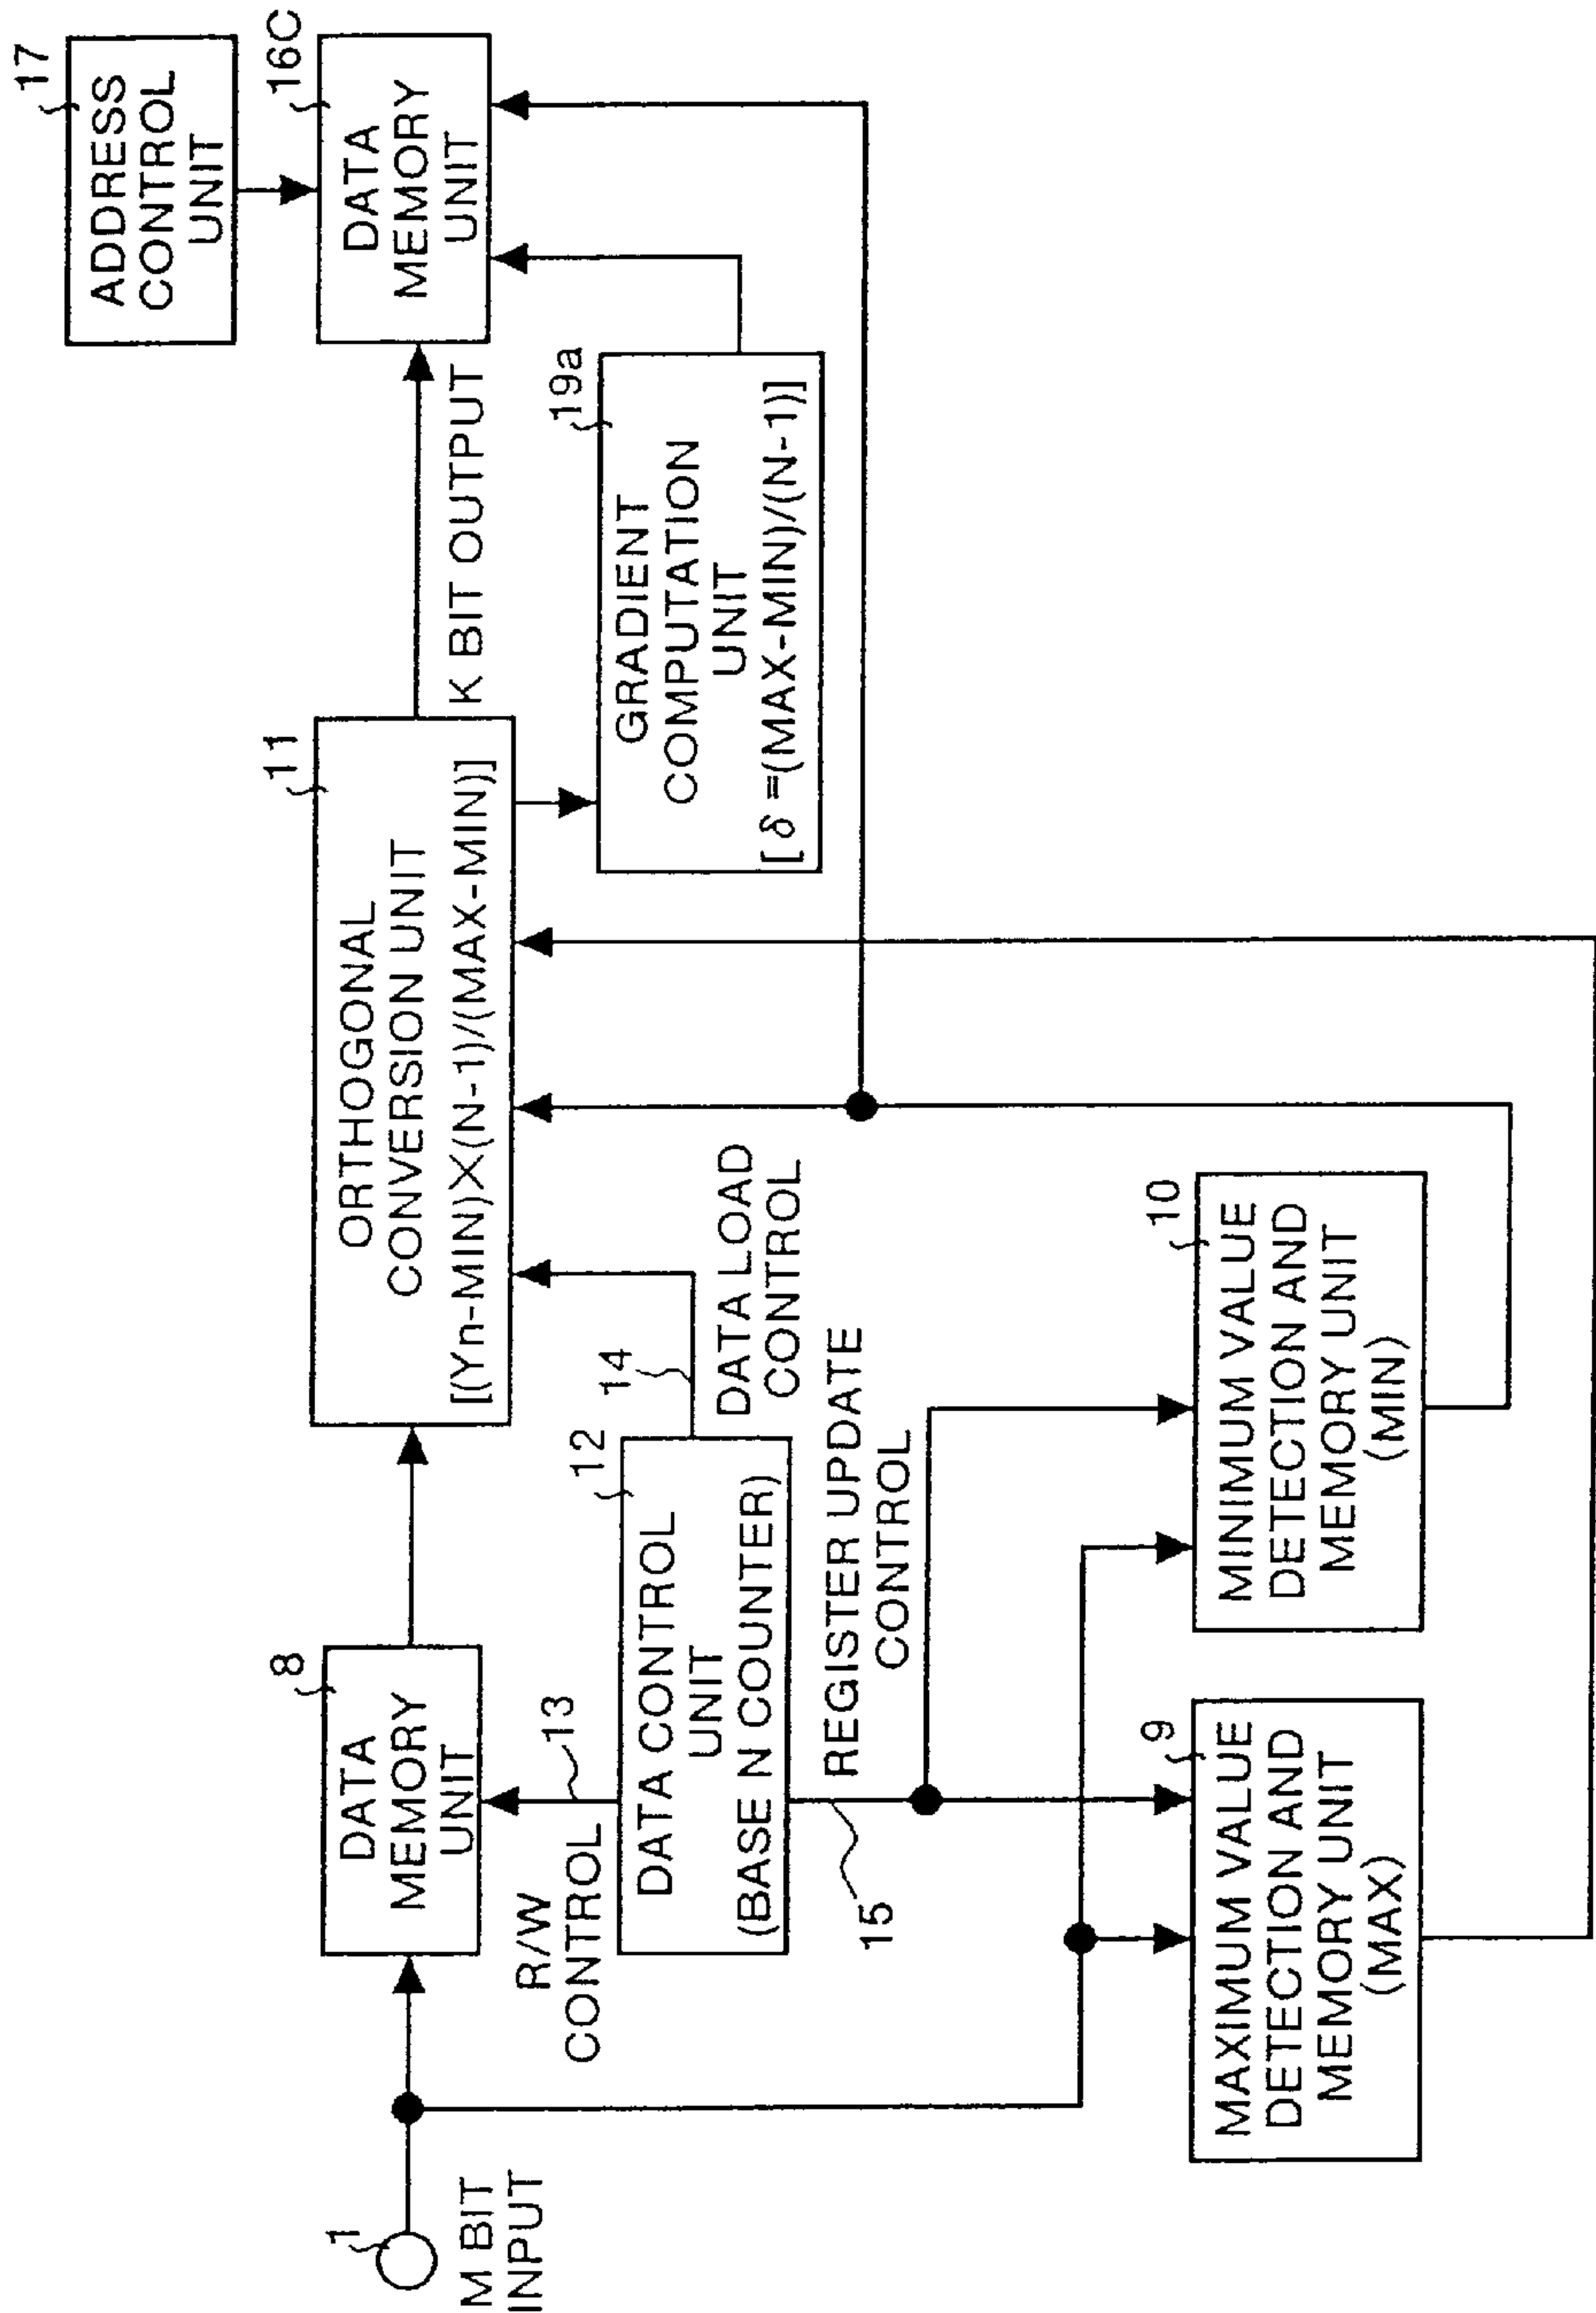 1
M BIT
INPUT
8
DATA
MEMORY
UNIT
R/W
CONTROL
13
12
DATA CONTROL
UNIT
(BASE N COUNTER)
14
DATA LOAD
CONTROL
15
REGISTER UPDATE
CONTROL
9
MAXIMUM VALUE
DETECTION AND
MEMORY UNIT
(MAX)
10
MINIMUM VALUE
DETECTION AND
MEMORY UNIT
(MIN)
11
ORTHOGONAL
CONVERSION UNIT
[(Yn-MIN)X(N-1)/(MAX-MIN)]
K BIT OUTPUT
19a
GRADIENT
COMPUTATION
UNIT
[δ=(MAX-MIN)/(N-1)]
17
ADDRESS
CONTROL
UNIT
16C
DATA
MEMORY
UNIT